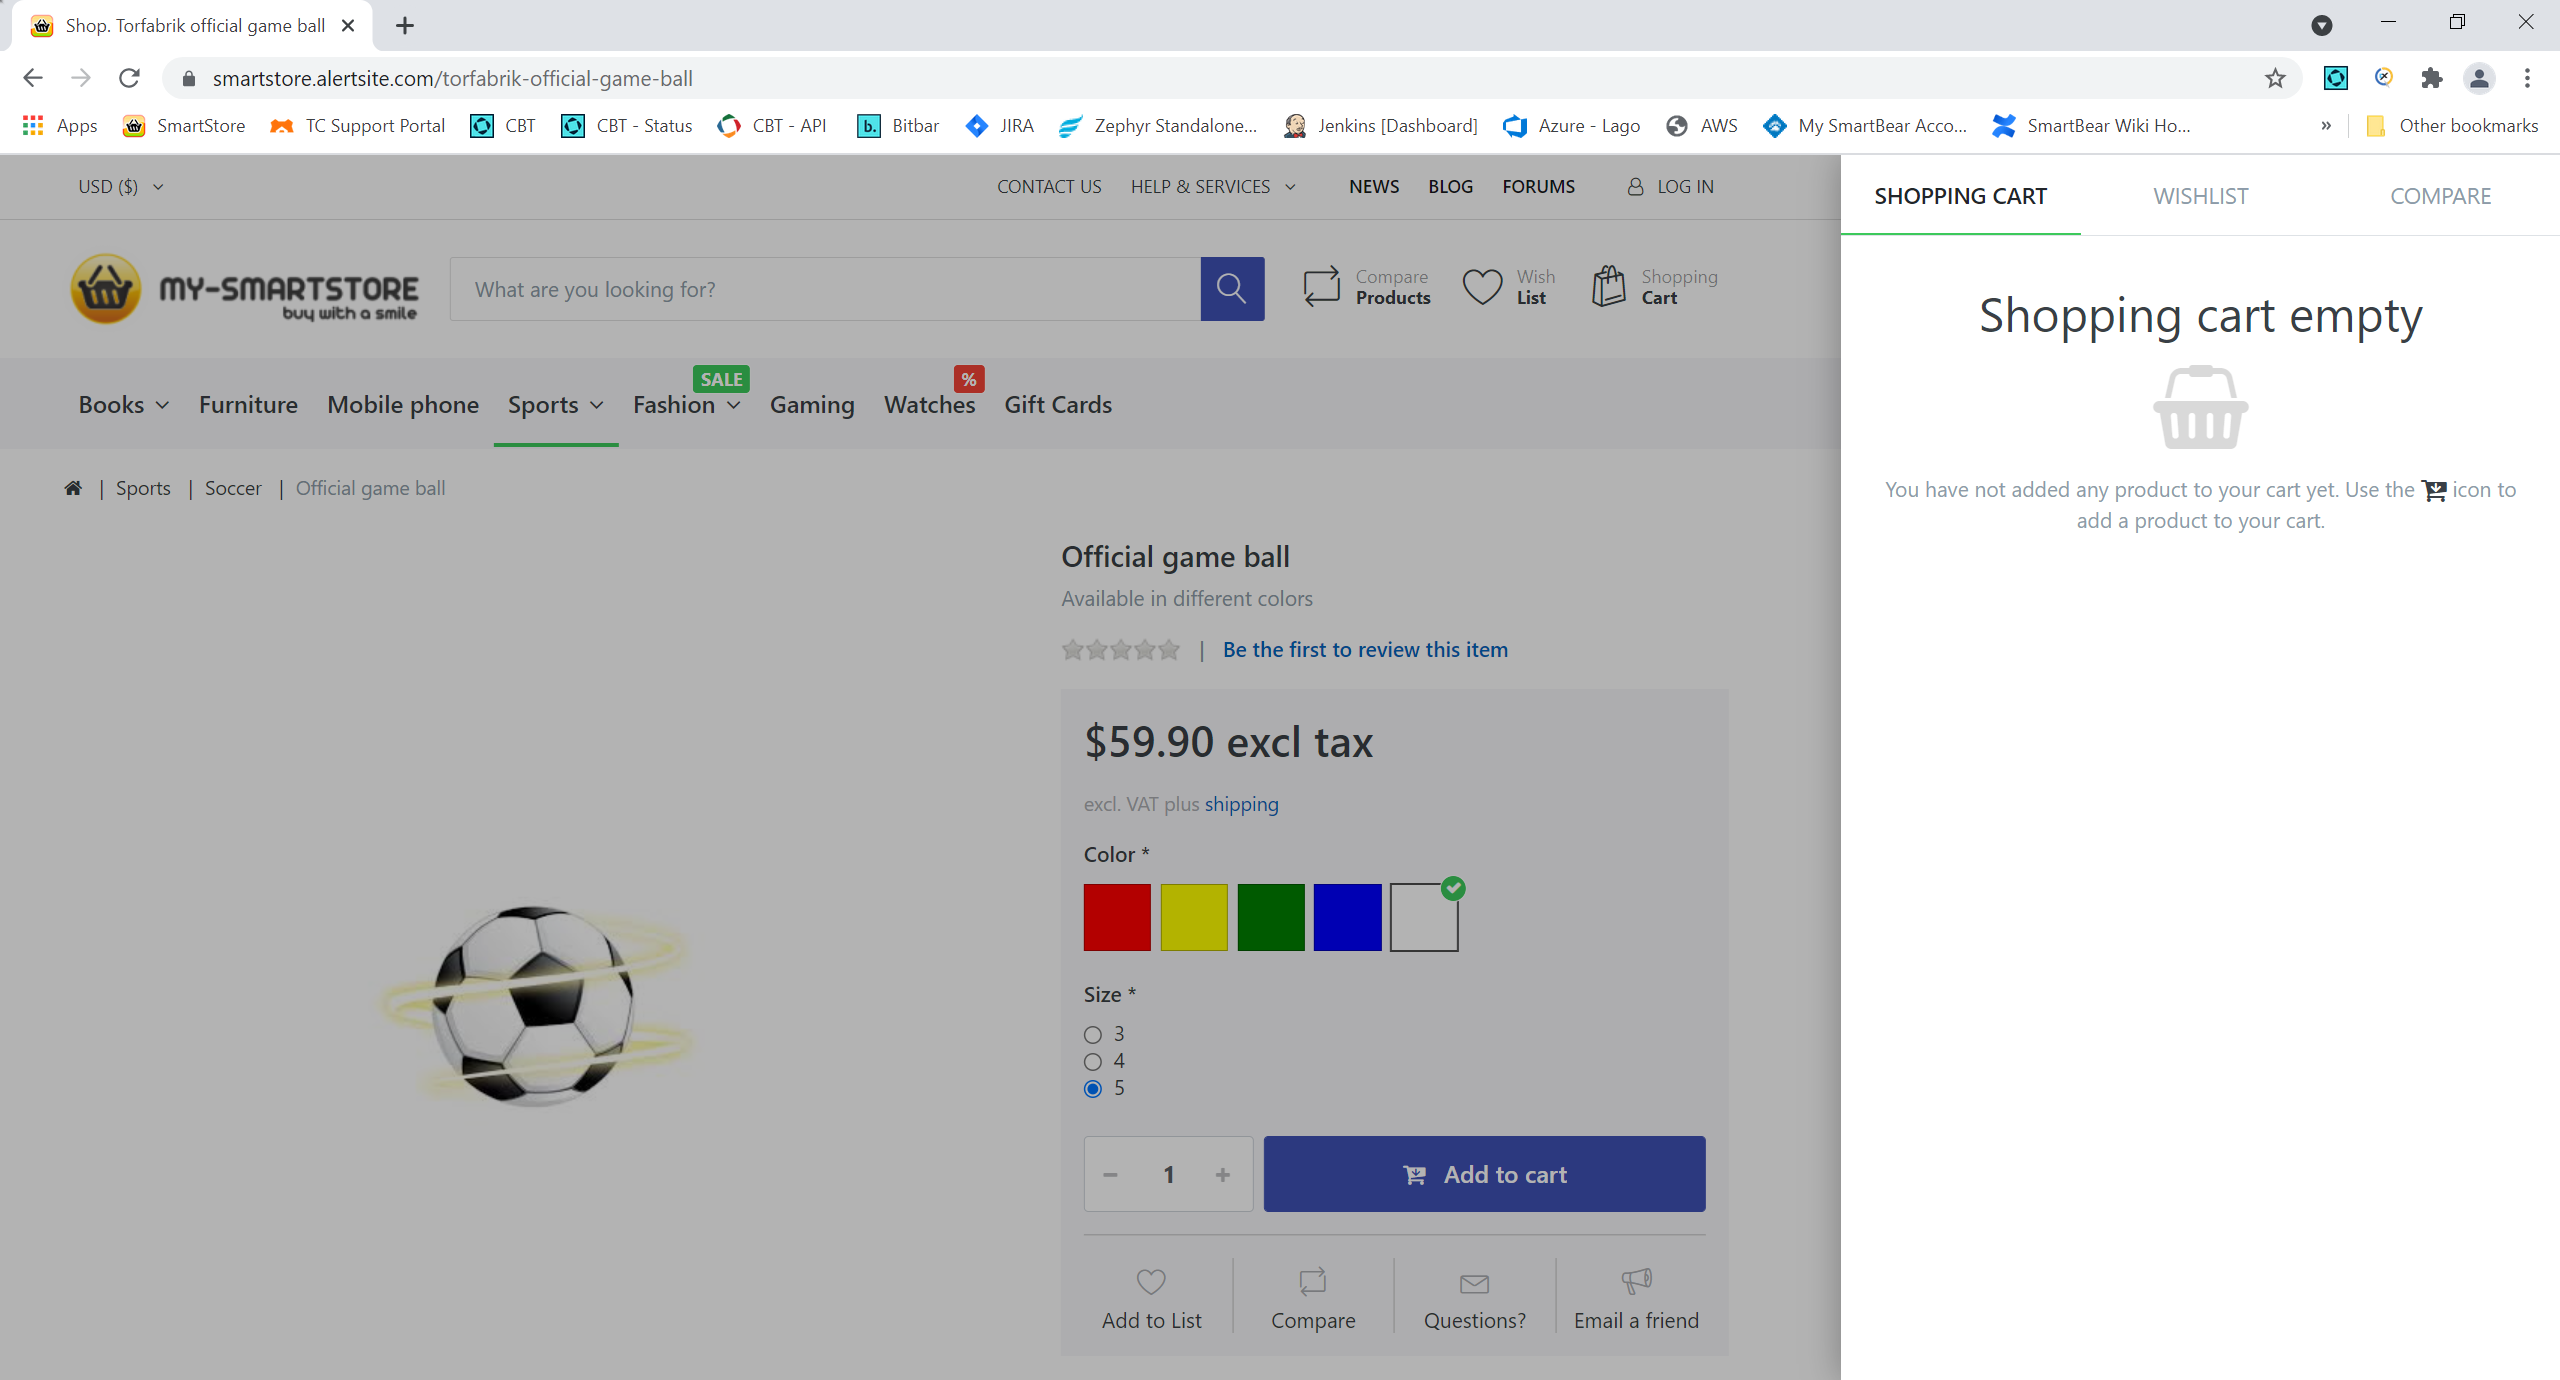 Shop. Torfabrik official game ball
smartstore.alertsite.com/torfabrik-official-game-ball
Apps SmartStore TC Support Portal CBT CBT - Status CBT - API b. Bitbar JIRA Zephyr Standalone... Jenkins [Dashboard] Azure - Lago AWS My SmartBear Acco... SmartBear Wiki Ho... » Other bookmarks
USD ($) CONTACT US HELP & SERVICES NEWS BLOG FORUMS LOG IN
MY-SMARTSTORE
buy with a smile
What are you looking for?
Compare
Products
Wish
List
Shopping
Cart
SALE
%
Books Furniture Mobile phone Sports Fashion Gaming Watches Gift Cards
| Sports | Soccer | Official game ball
Official game ball
Available in different colors
| Be the first to review this item
$59.90 excl tax
excl. VAT plus shipping
Color *
Size *
3
4
5
− 1 + Add to cart
Add to List Compare Questions? Email a friend
SHOPPING CART WISHLIST COMPARE
Shopping cart empty
You have not added any product to your cart yet. Use the icon to
add a product to your cart.